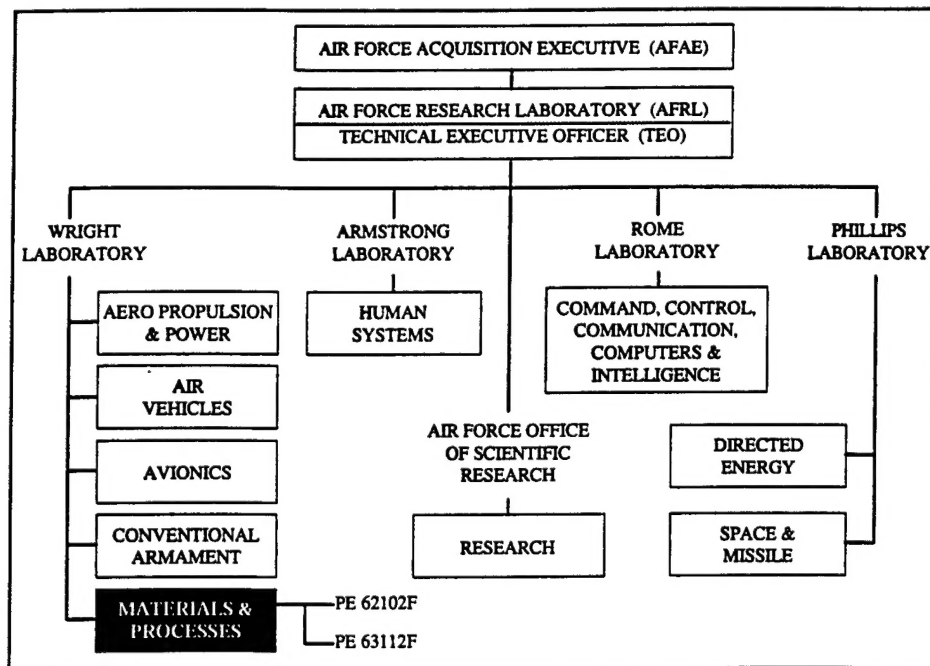 AIR FORCE ACQUISITION EXECUTIVE (AFAE)
AIR FORCE RESEARCH LABORATORY (AFRL)
TECHNICAL EXECUTIVE OFFICER (TEO)
WRIGHT
LABORATORY
ARMSTRONG
LABORATORY
ROME
LABORATORY
PHILLIPS
LABORATORY
AERO PROPULSION
& POWER
HUMAN
SYSTEMS
COMMAND, CONTROL,
COMMUNICATION,
COMPUTERS &
INTELLIGENCE
AIR
VEHICLES
AIR FORCE OFFICE
OF SCIENTIFIC
RESEARCH
DIRECTED
ENERGY
AVIONICS
CONVENTIONAL
ARMAMENT
RESEARCH
SPACE &
MISSILE
MATERIALS &
PROCESSES
PE 62102F
PE 63112F